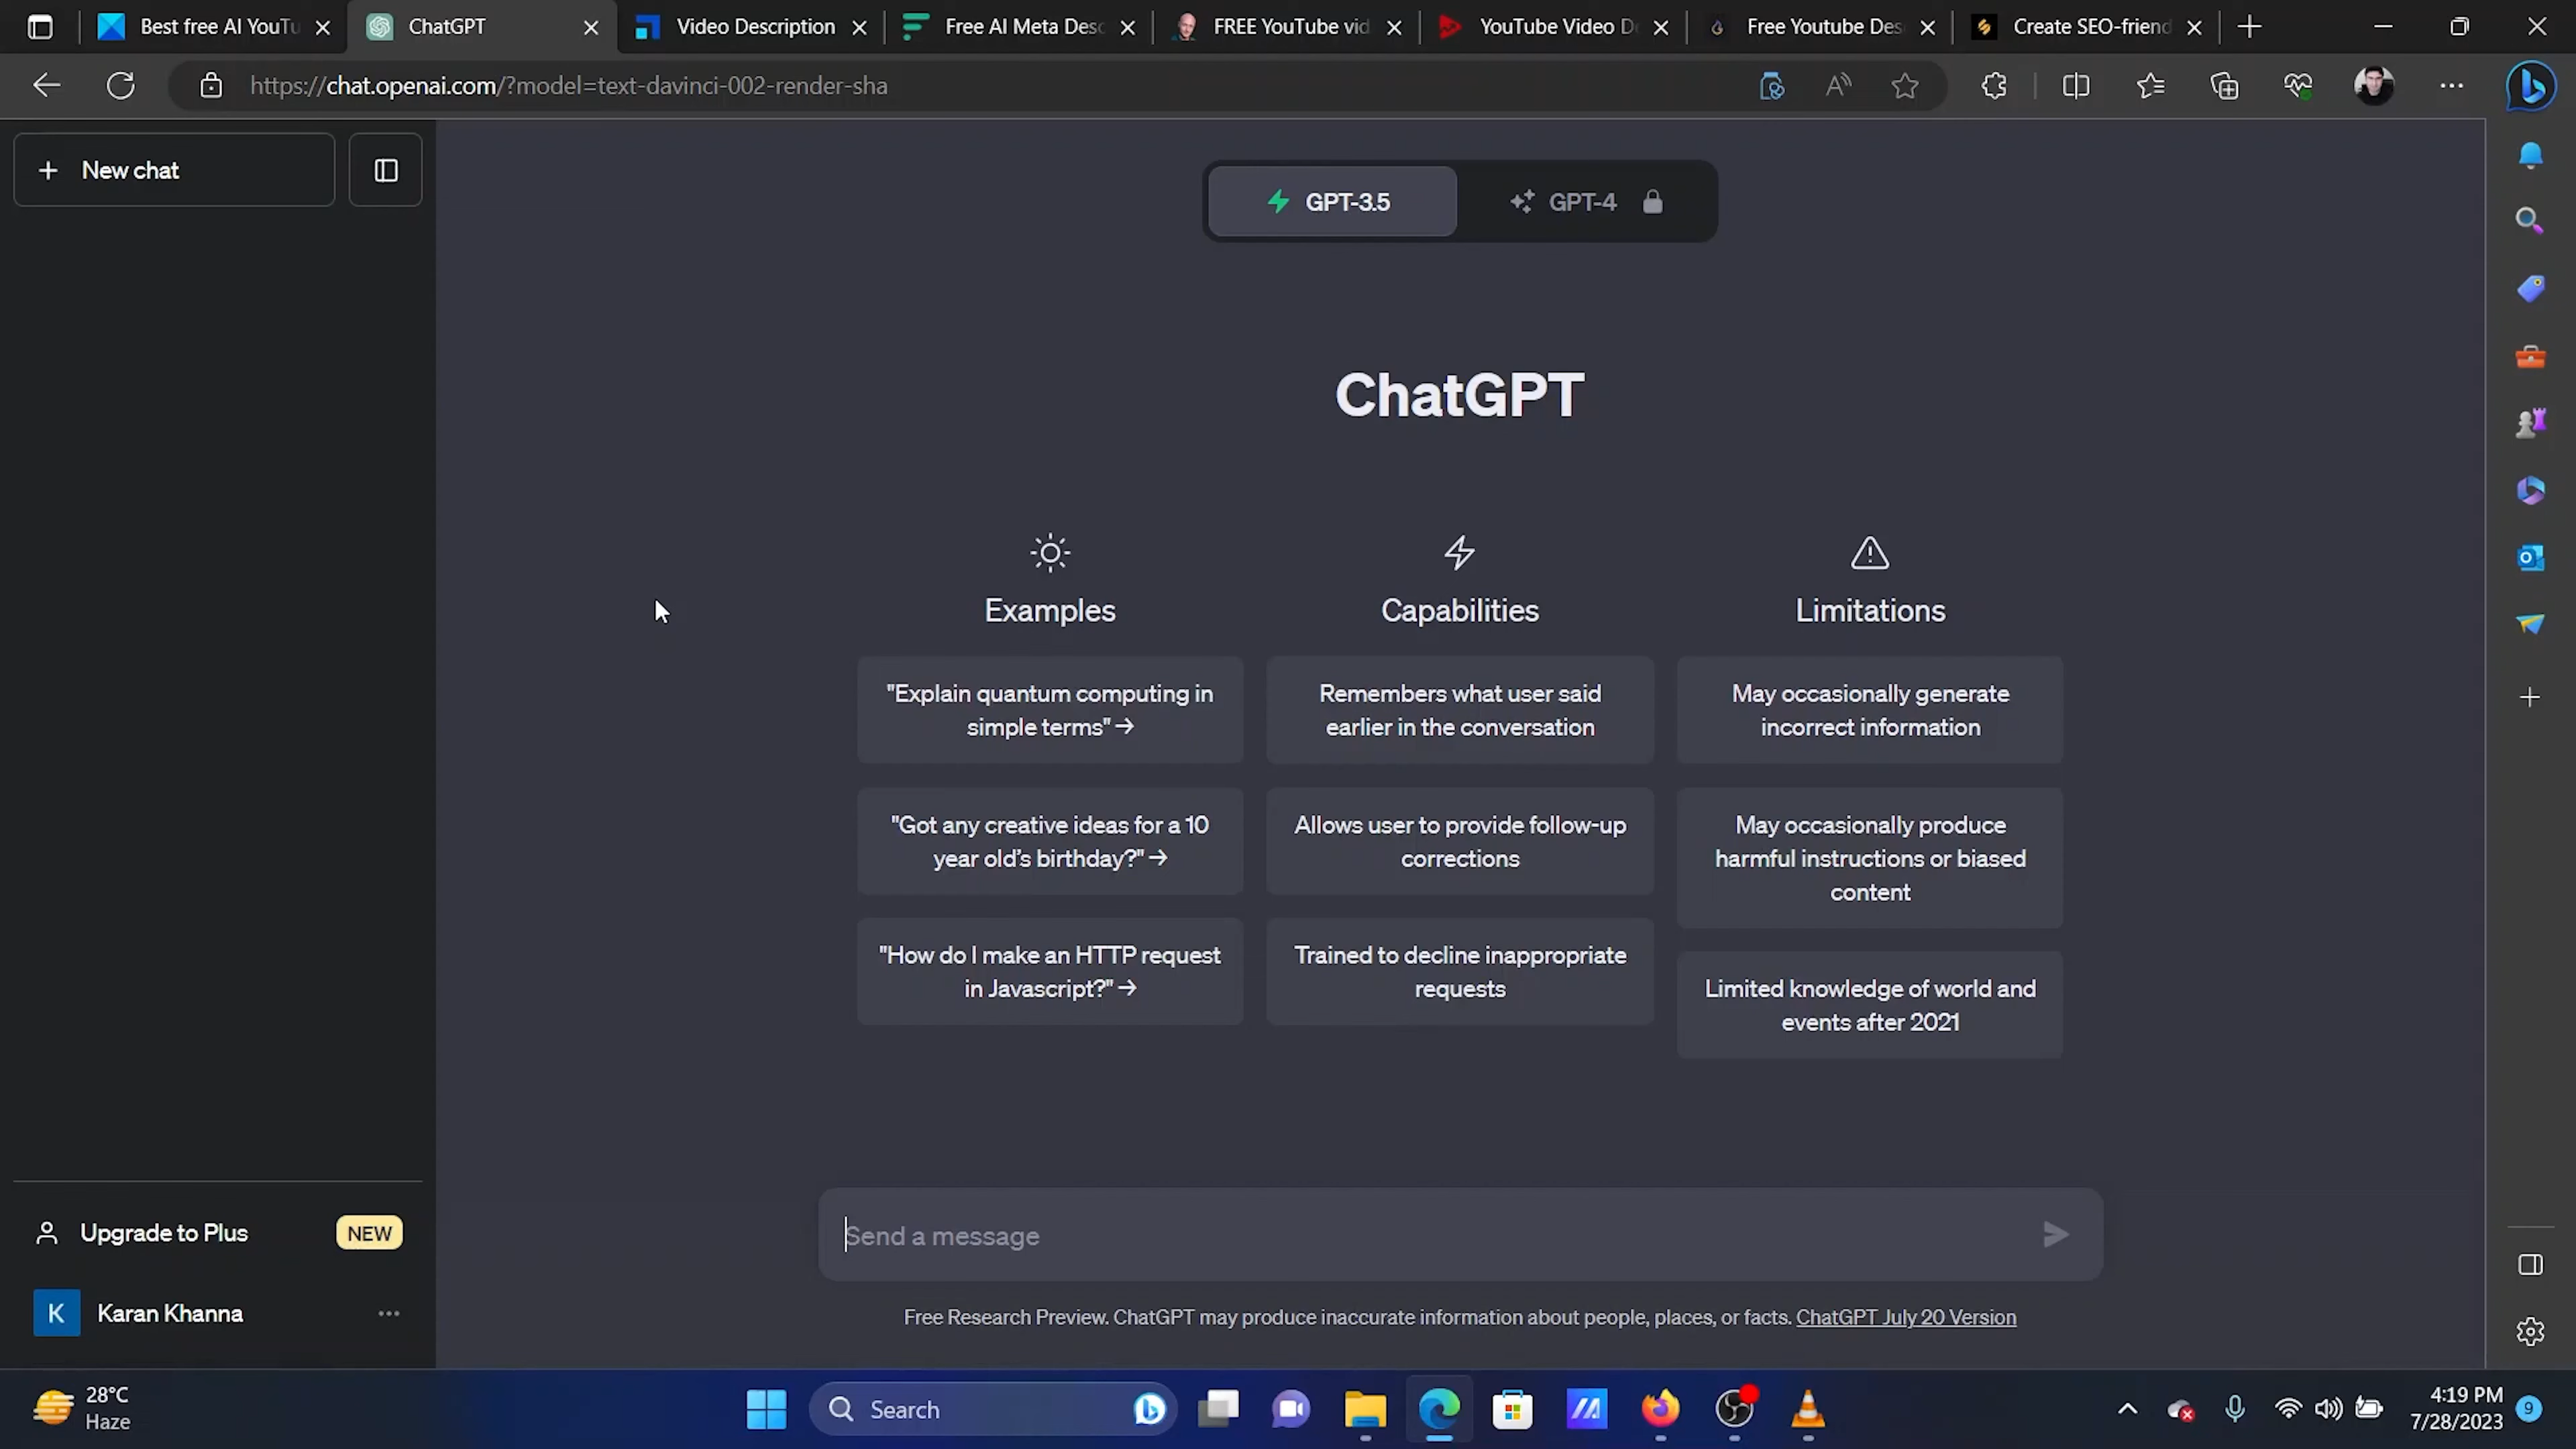 Best free AI YouTu
ChatGPT
Video Description
Free AI Meta Desc
FREE YouTube vid
YouTube Video D
Free Youtube Des
Create SEO-friend
https://chat.openai.com/?model=text-davinci-002-render-sha
New chat
GPT-3.5
GPT-4
ChatGPT
Examples
Capabilities
Limitations
"Explain quantum computing in
simple terms" →
Remembers what user said
earlier in the conversation
May occasionally generate
incorrect information
"Got any creative ideas for a 10
year old's birthday?" →
Allows user to provide follow-up
corrections
May occasionally produce
harmful instructions or biased
content
"How do I make an HTTP request
in Javascript?" →
Trained to decline inappropriate
requests
Limited knowledge of world and
events after 2021
Upgrade to Plus
NEW
Send a message
K
Karan Khanna
Free Research Preview. ChatGPT may produce inaccurate information about people, places, or facts. ChatGPT July 20 Version
28°C
Haze
Search
4:19 PM
7/28/2023
9